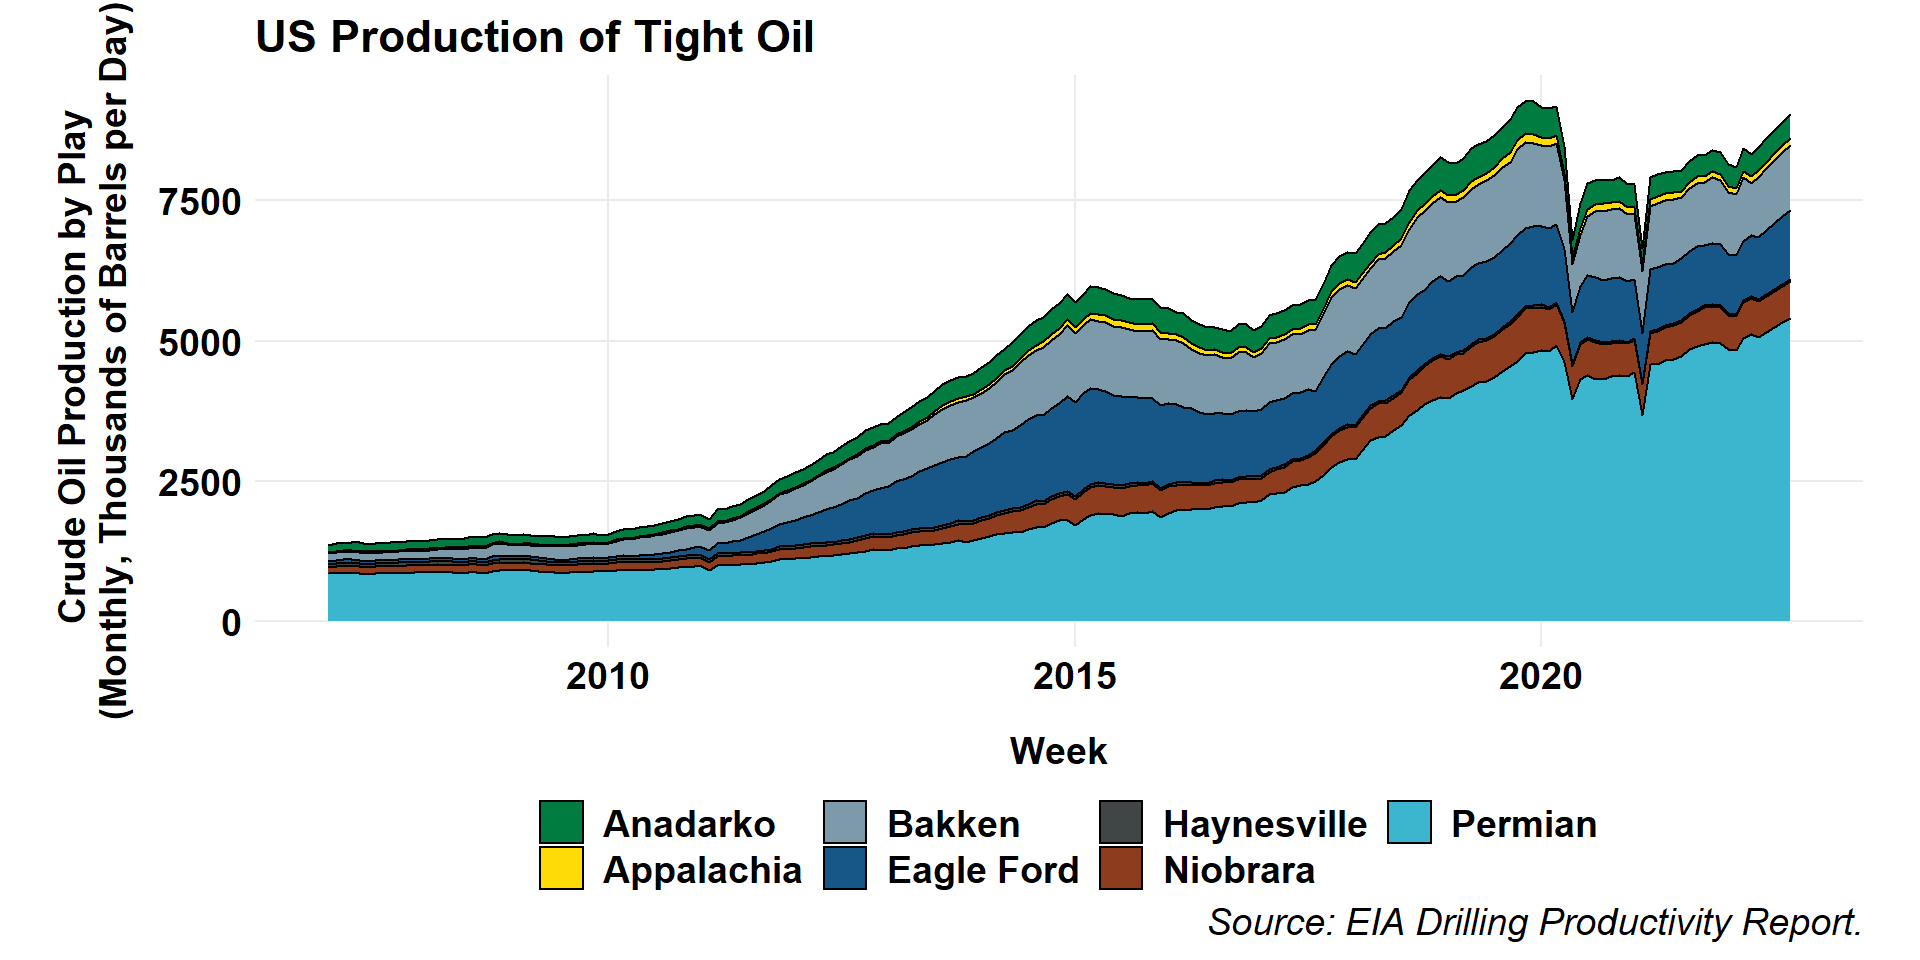 US Production of Tight Oil
Crude Oil Production by Play
(Monthly, Thousands of Barrels per Day)
7500
5000
2500
0
2010 2015 2020
Week
Anadarko Bakken Haynesville Permian
Appalachia Eagle Ford Niobrara
Source: EIA Drilling Productivity Report.